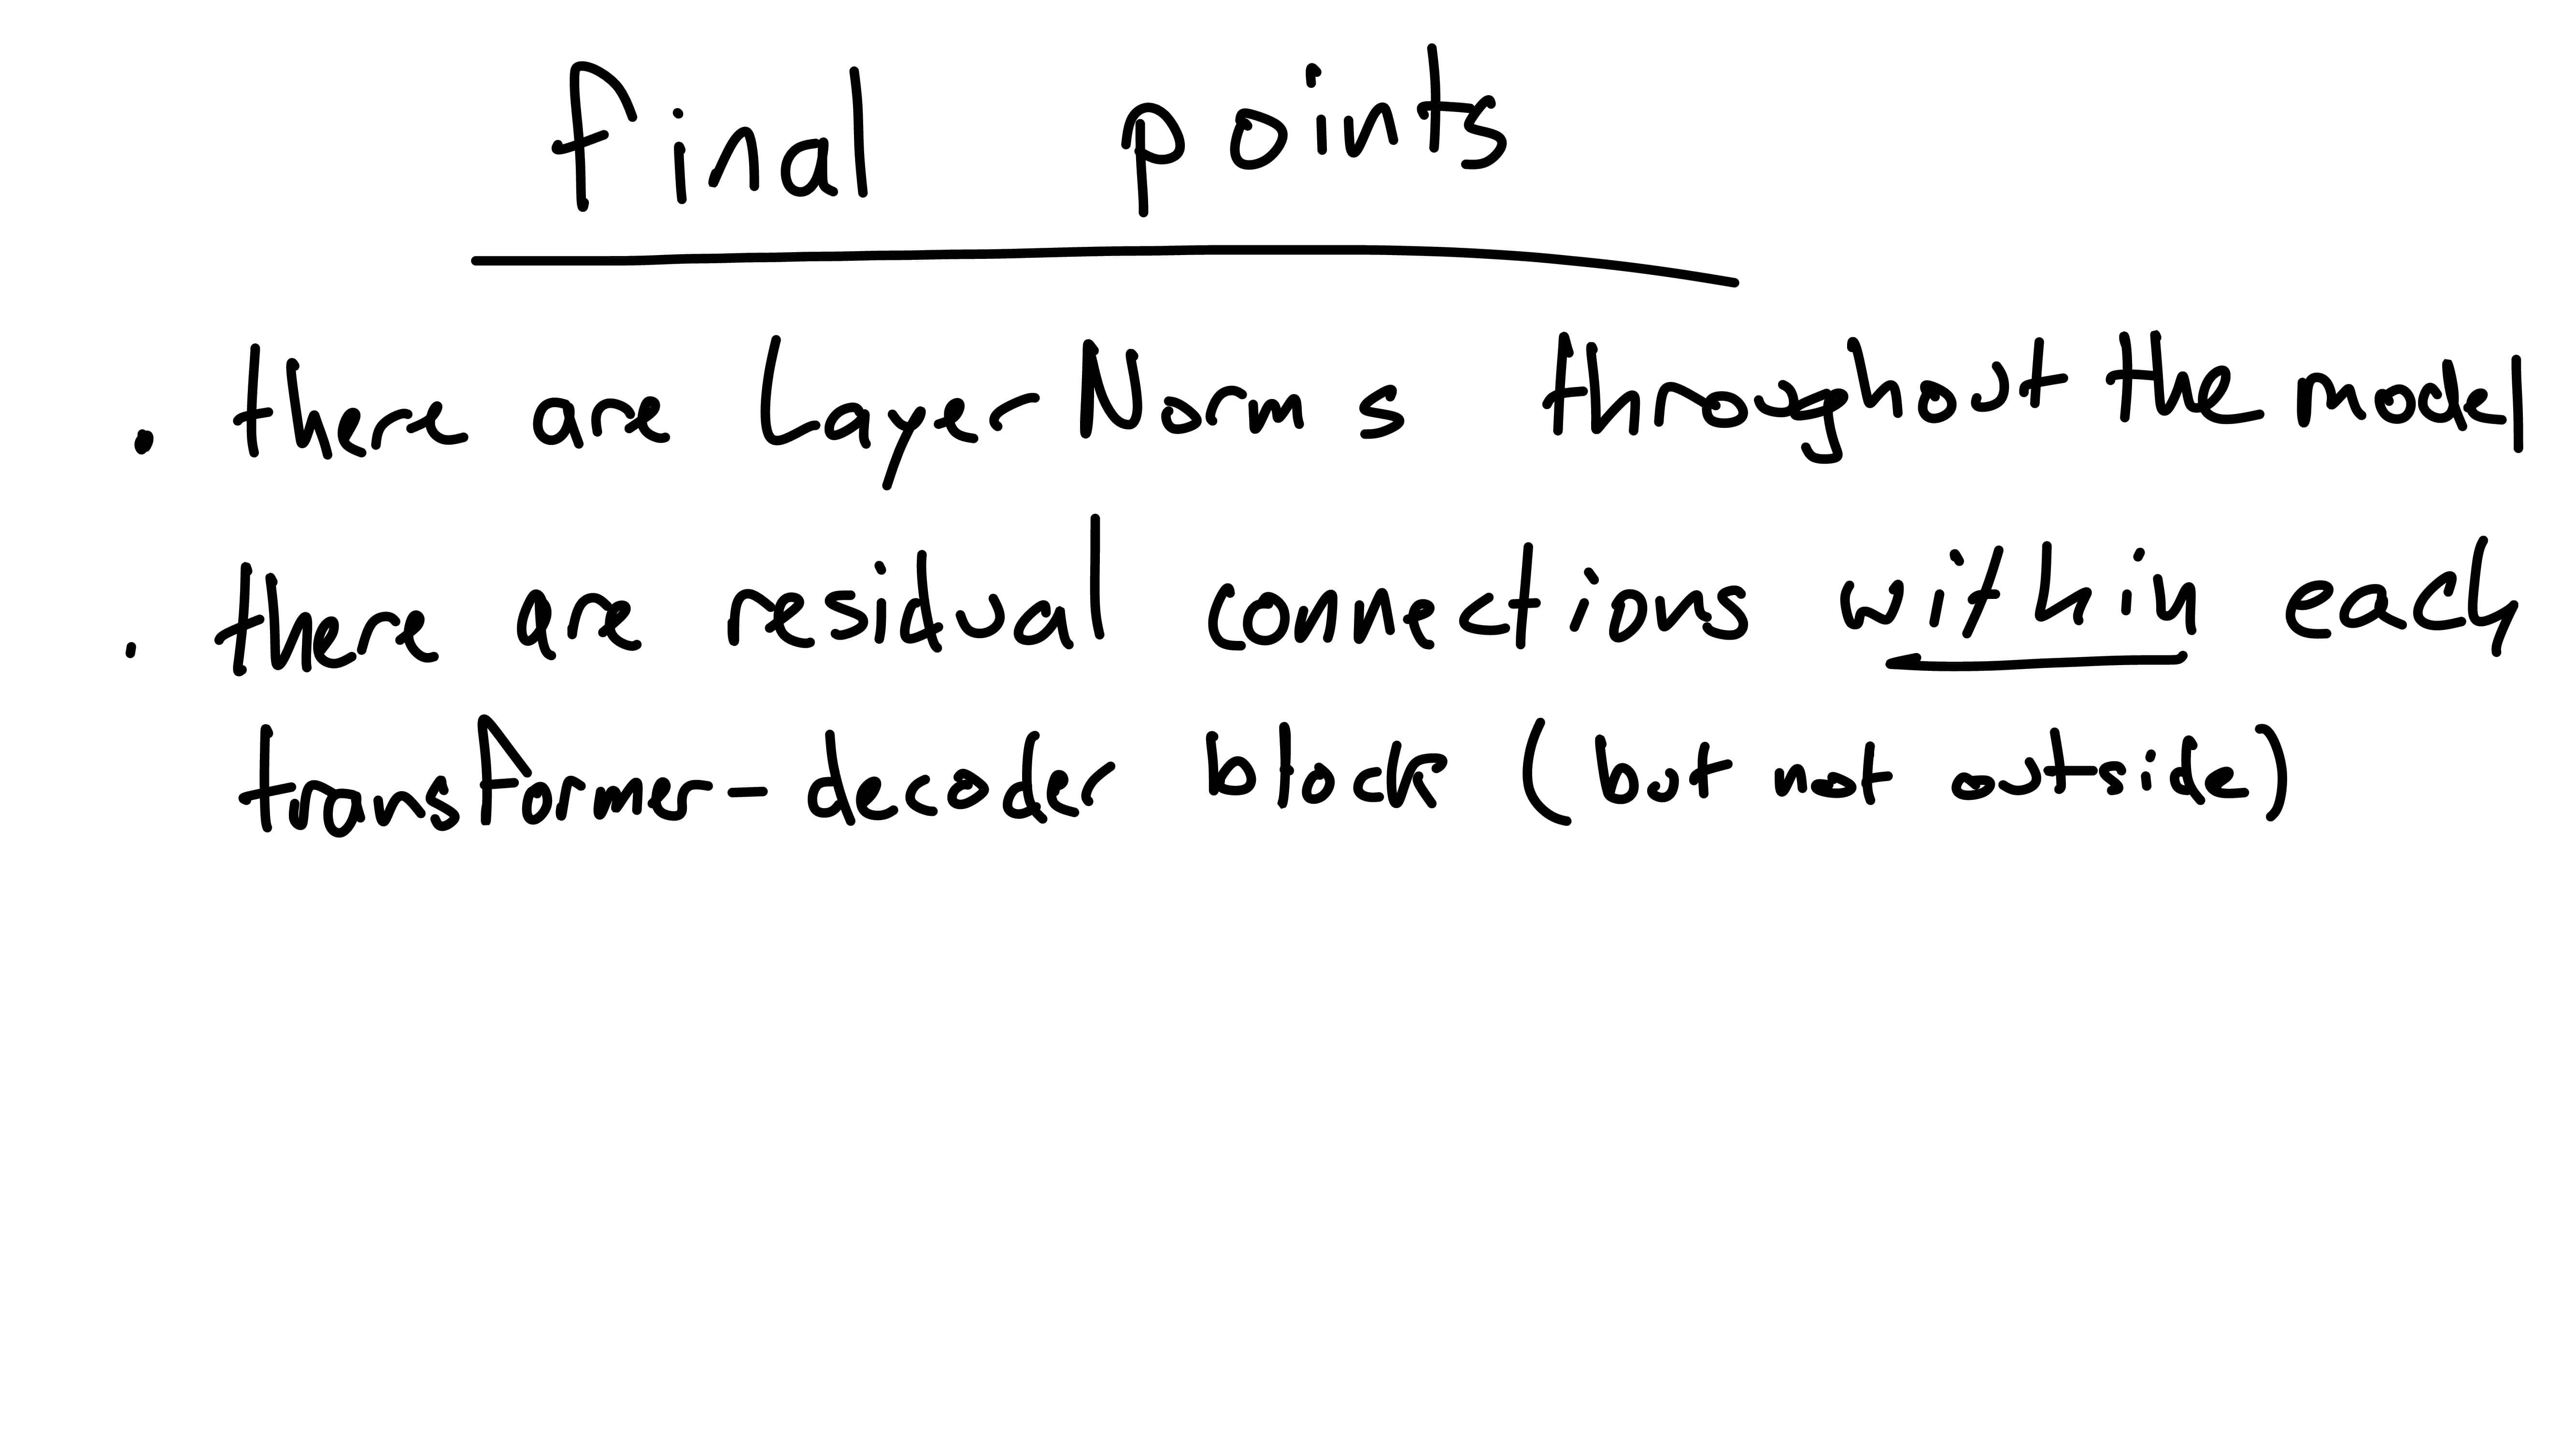 final points
• there are LayerNorms throughout the model
• there are residual connections within each
transformer-decoder block (but not outside)